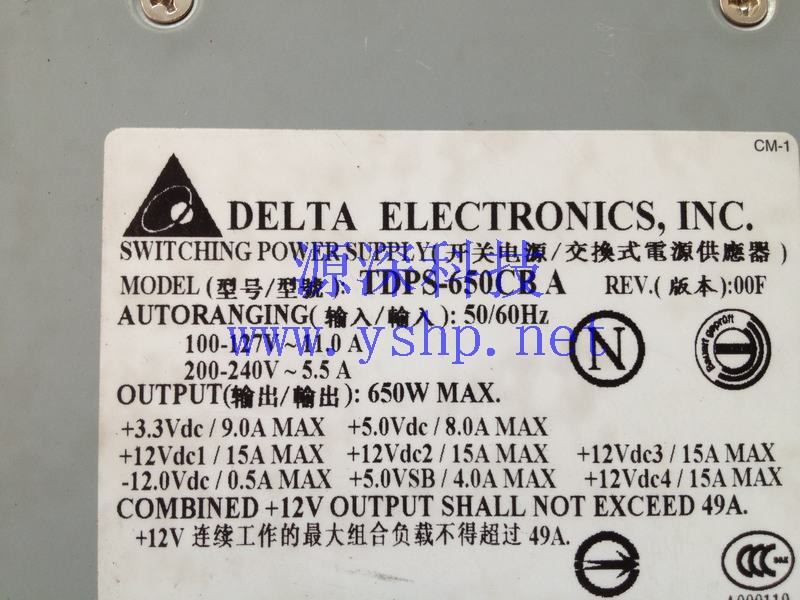 CM-1
DELTA ELECTRONICS, INC.
SWITCHING POWER SUPPLY (开关电源/交換式電源供應器)
源深科技
MODEL (型号/型號): TDPS-650CB A REV.(版本):00F
AUTORANGING(输入/輸入): 50/60Hz
www.yshp.net
100-127V ~ 11.0 A
200-240V ~ 5.5 A
N
Bauart geprüft
OUTPUT(输出/輸出): 650W MAX.
+3.3Vdc / 9.0A MAX +5.0Vdc / 8.0A MAX
+12Vdc1 / 15A MAX +12Vdc2 / 15A MAX +12Vdc3 / 15A MAX
-12.0Vdc / 0.5A MAX +5.0VSB / 4.0A MAX +12Vdc4 / 15A MAX
COMBINED +12V OUTPUT SHALL NOT EXCEED 49A.
+12V 连续工作的最大组合负载不得超过 49A.
CCC
A000110